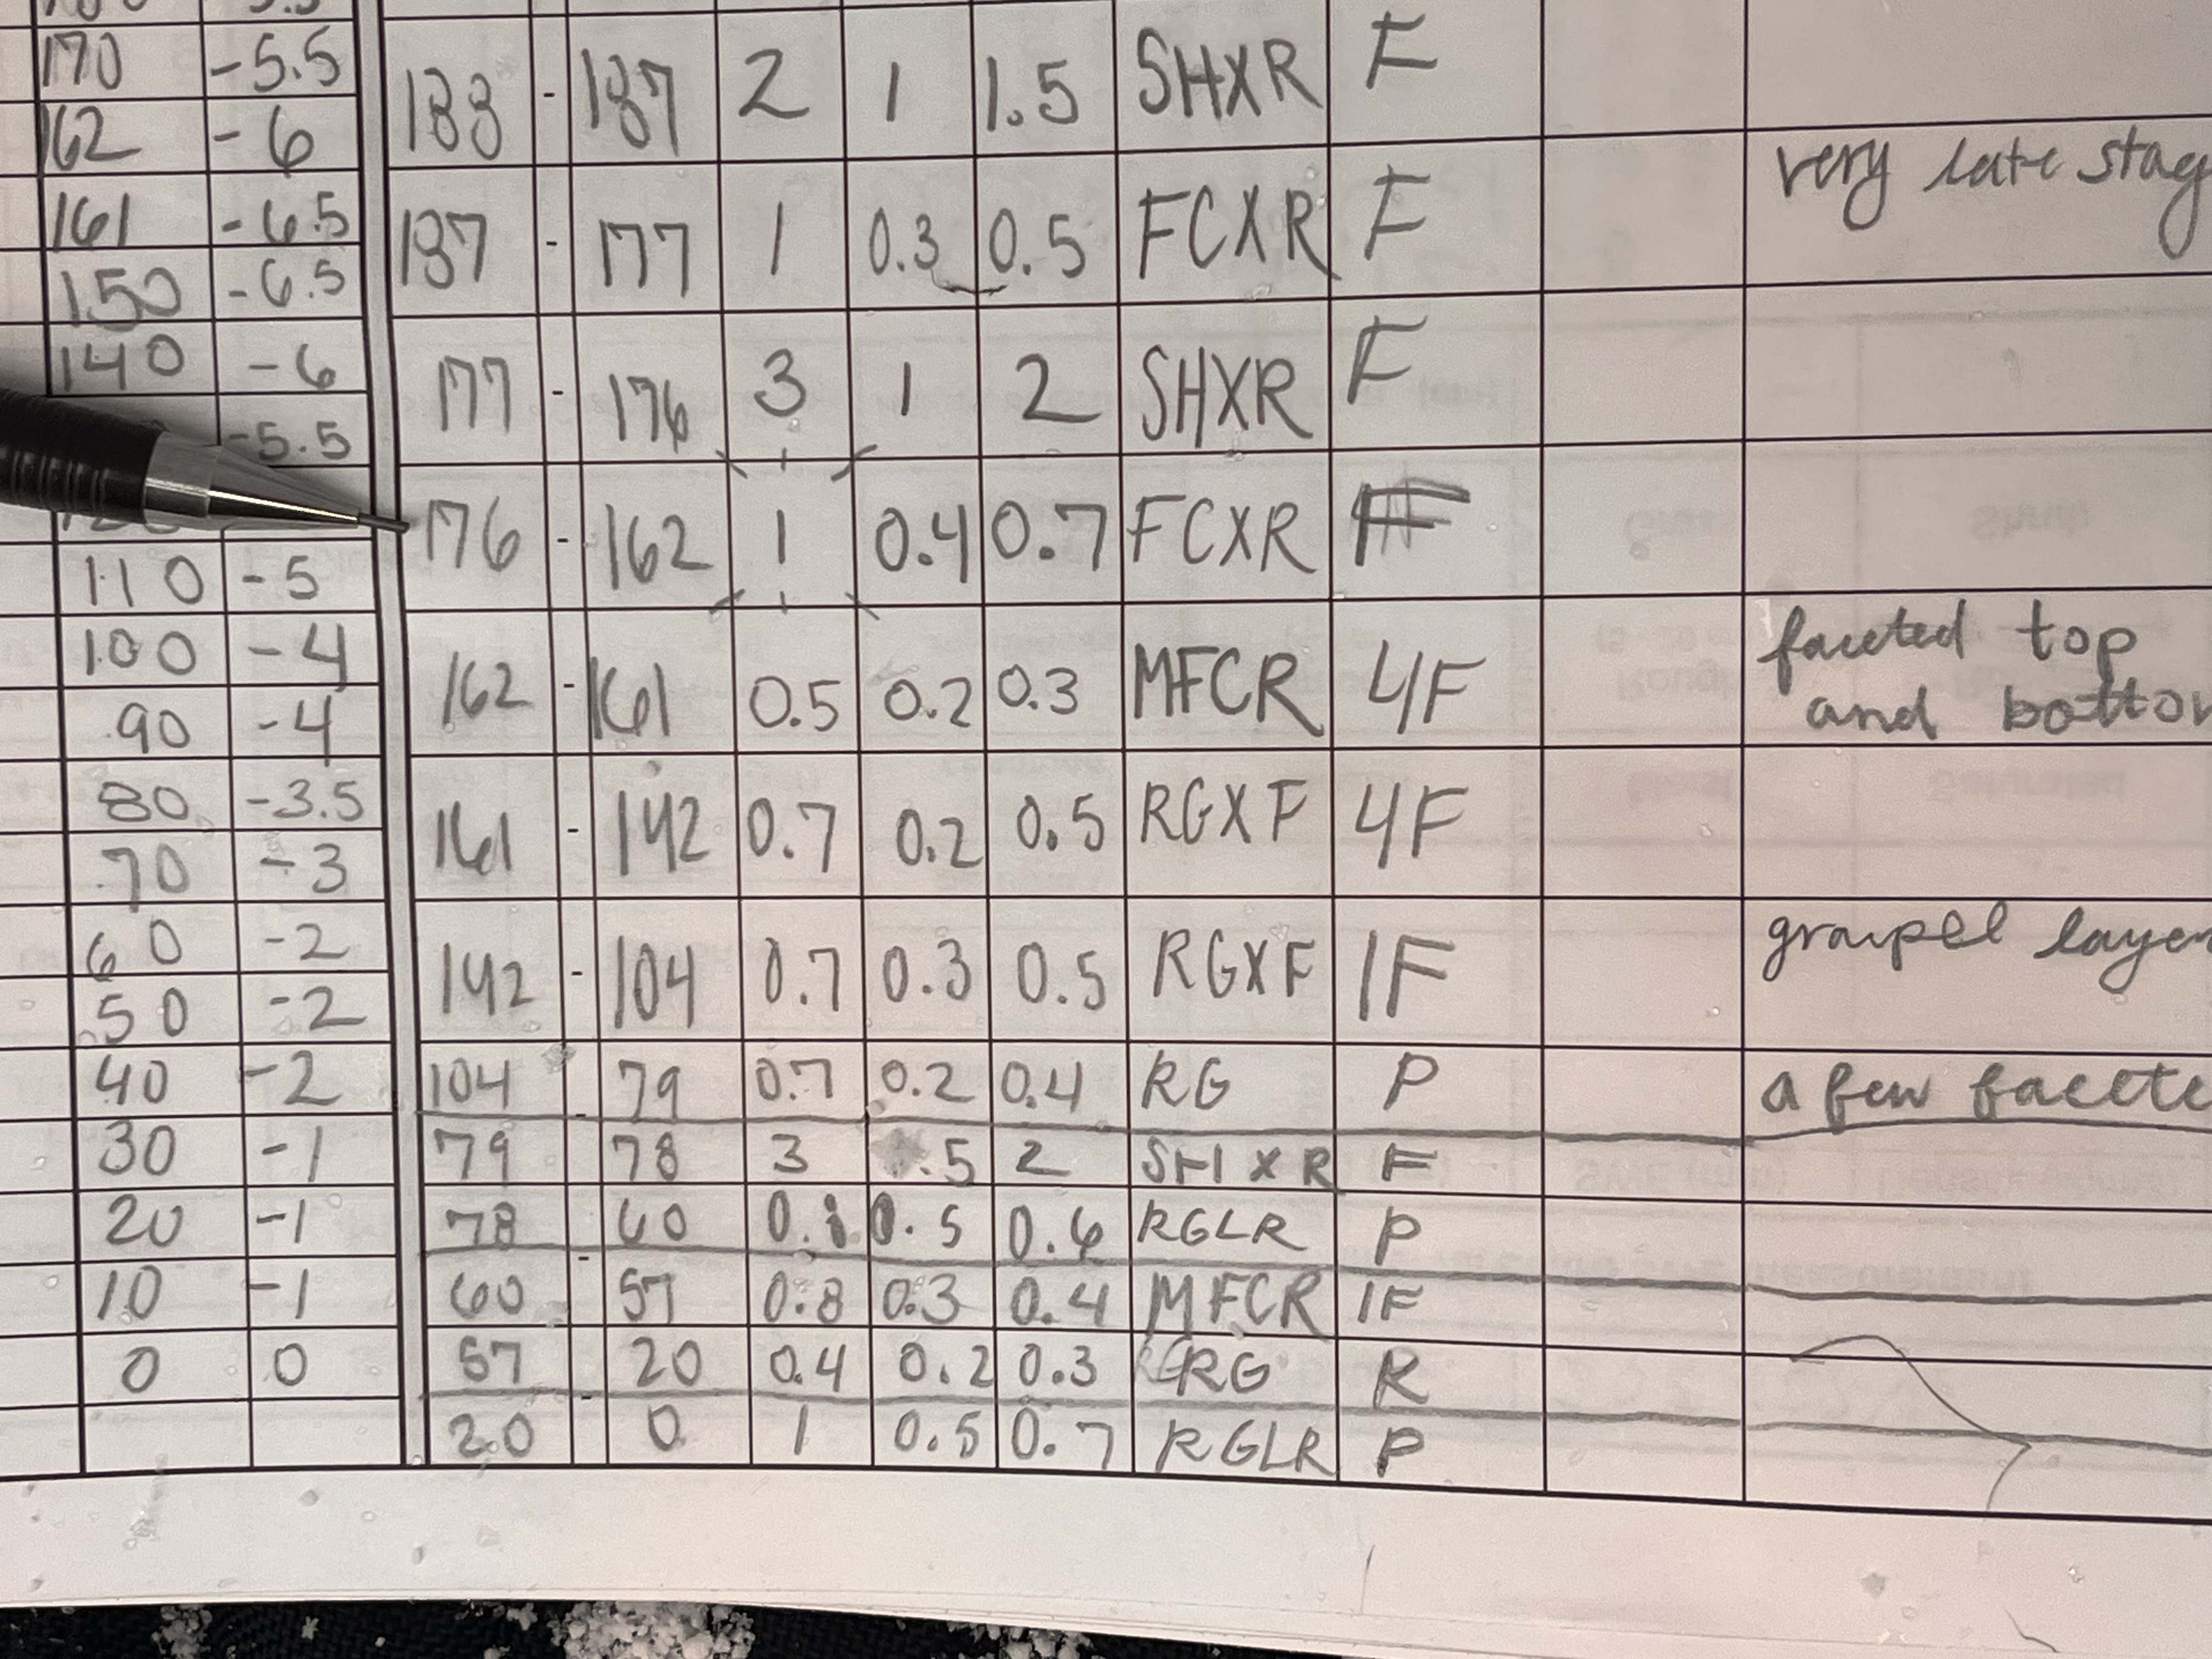 170 -5.5
162 -6 188 - 187 2 1 1.5 SHXR F
161 -6.5 very late stag
150 -6.5 187 - 177 1 0.3 0.5 FCXR F
140 -6
-5.5 177 - 176 3 1 2 SHXR F
110 -5 176 - 162 1 0.4 0.7 FCXR F
100 -4 faceted top
90 -4 162 - 161 0.5 0.2 0.3 MFCR 4F and bottom
80 -3.5
70 -3 161 - 142 0.7 0.2 0.5 RGXF 4F
60 -2 graupel layer
50 -2 142 - 104 0.7 0.3 0.5 RGXF 1F
40 -2 104 - 79 0.7 0.2 0.4 RG P a few facete
30 -1 79 78 3 .5 2 SHXR F
20 -1 78 - 60 0.5 0.6 RGLR P
10 -1 60 57 0.8 0.3 0.4 MFCR 1F
0 0 57 - 20 0.4 0.2 0.3 RG K
20 0 1 0.5 0.7 RGLR P